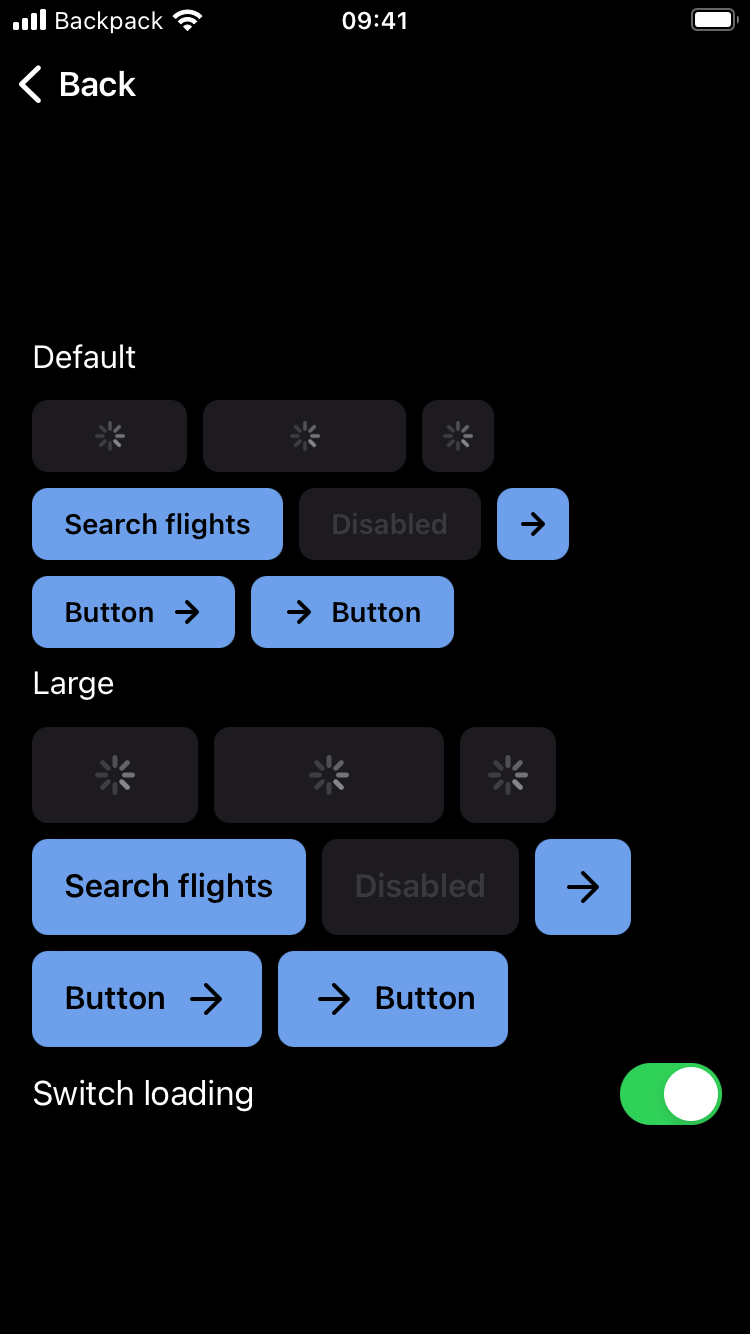 Backpack 09:41
Back
Default
Search flights Disabled
Button Button
Large
Search flights Disabled
Button Button
Switch loading